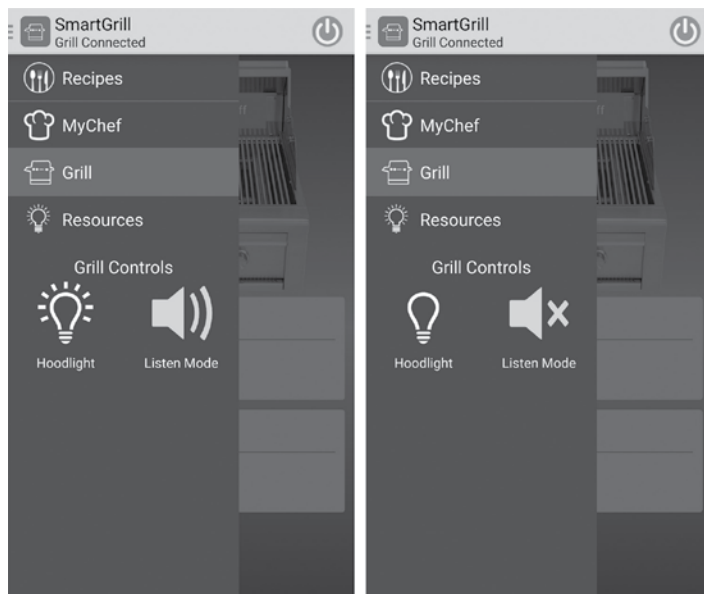 SmartGrill
Grill Connected
Recipes
MyChef
Grill
Resources
Grill Controls
Hoodlight Listen Mode
SmartGrill
Grill Connected
Recipes
MyChef
Grill
Resources
Grill Controls
Hoodlight Listen Mode